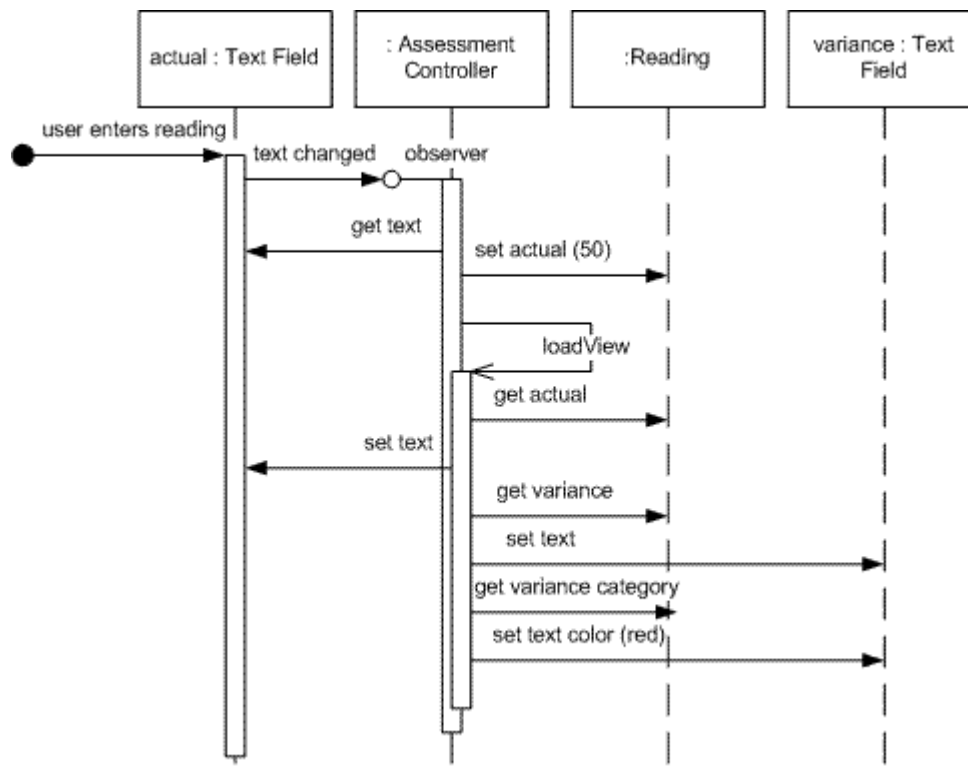 actual : Text Field
: Assessment
Controller
:Reading
variance : Text
Field
user enters reading
text changed
observer
get text
set actual (50)
loadView
get actual
set text
get variance
set text
get variance category
set text color (red)